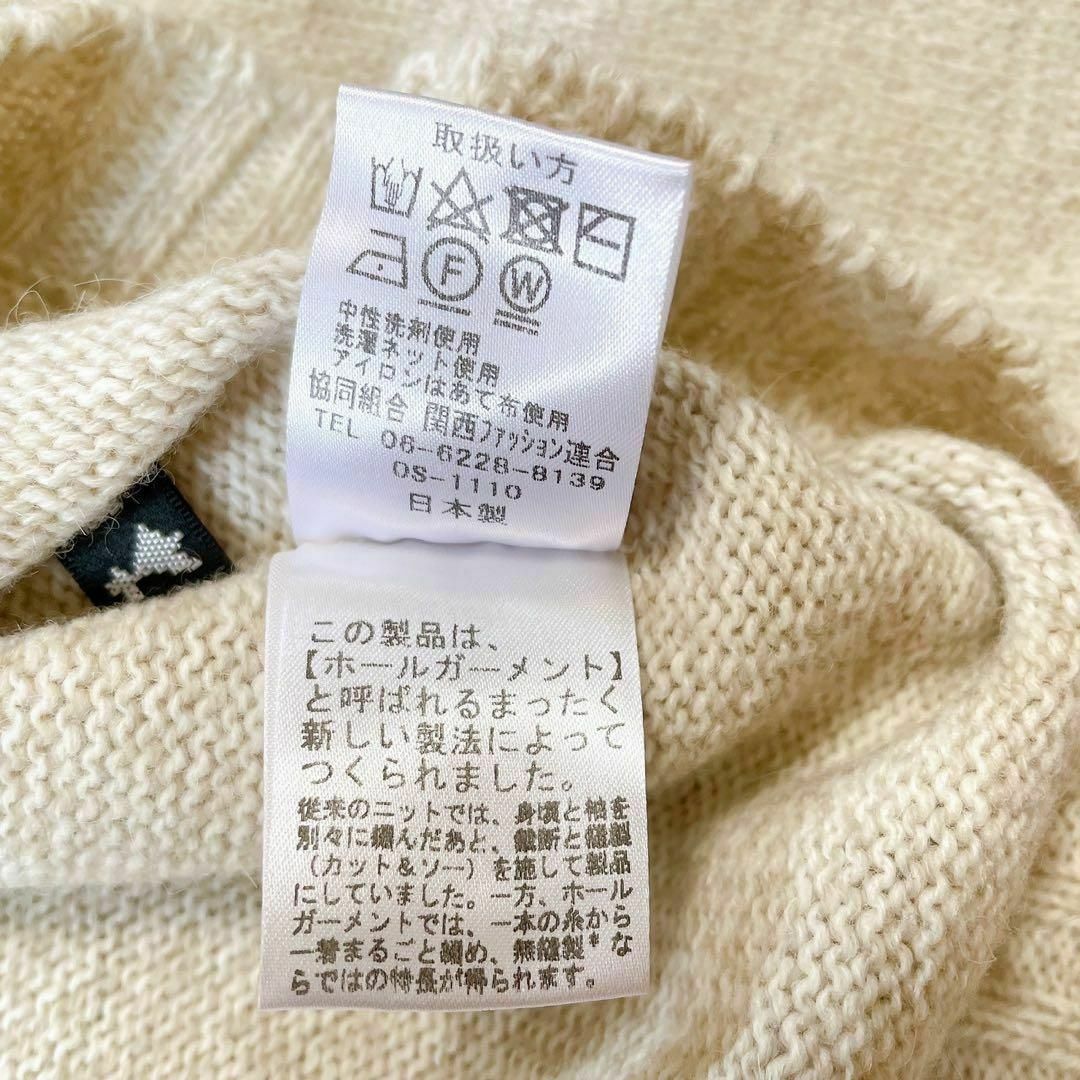 取扱い方
F W
中性洗剤使用
洗濯ネット使用
アイロンはあて布使用
協同組合 関西ファッション連合
TEL 06-6228-8139
OS-1110
日本製
この製品は、
【ホールガーメント】
と呼ばれるまったく
新しい製法によって
つくられました。
従来のニットでは、身頃と袖を
別々に編んだあと、裁断と縫製
(カット&ソー)を施して製品
にしていました。一方、ホール
ガーメントでは、一本の糸から
一着まるごと編め、無縫製*な
らではの特長が得られます。